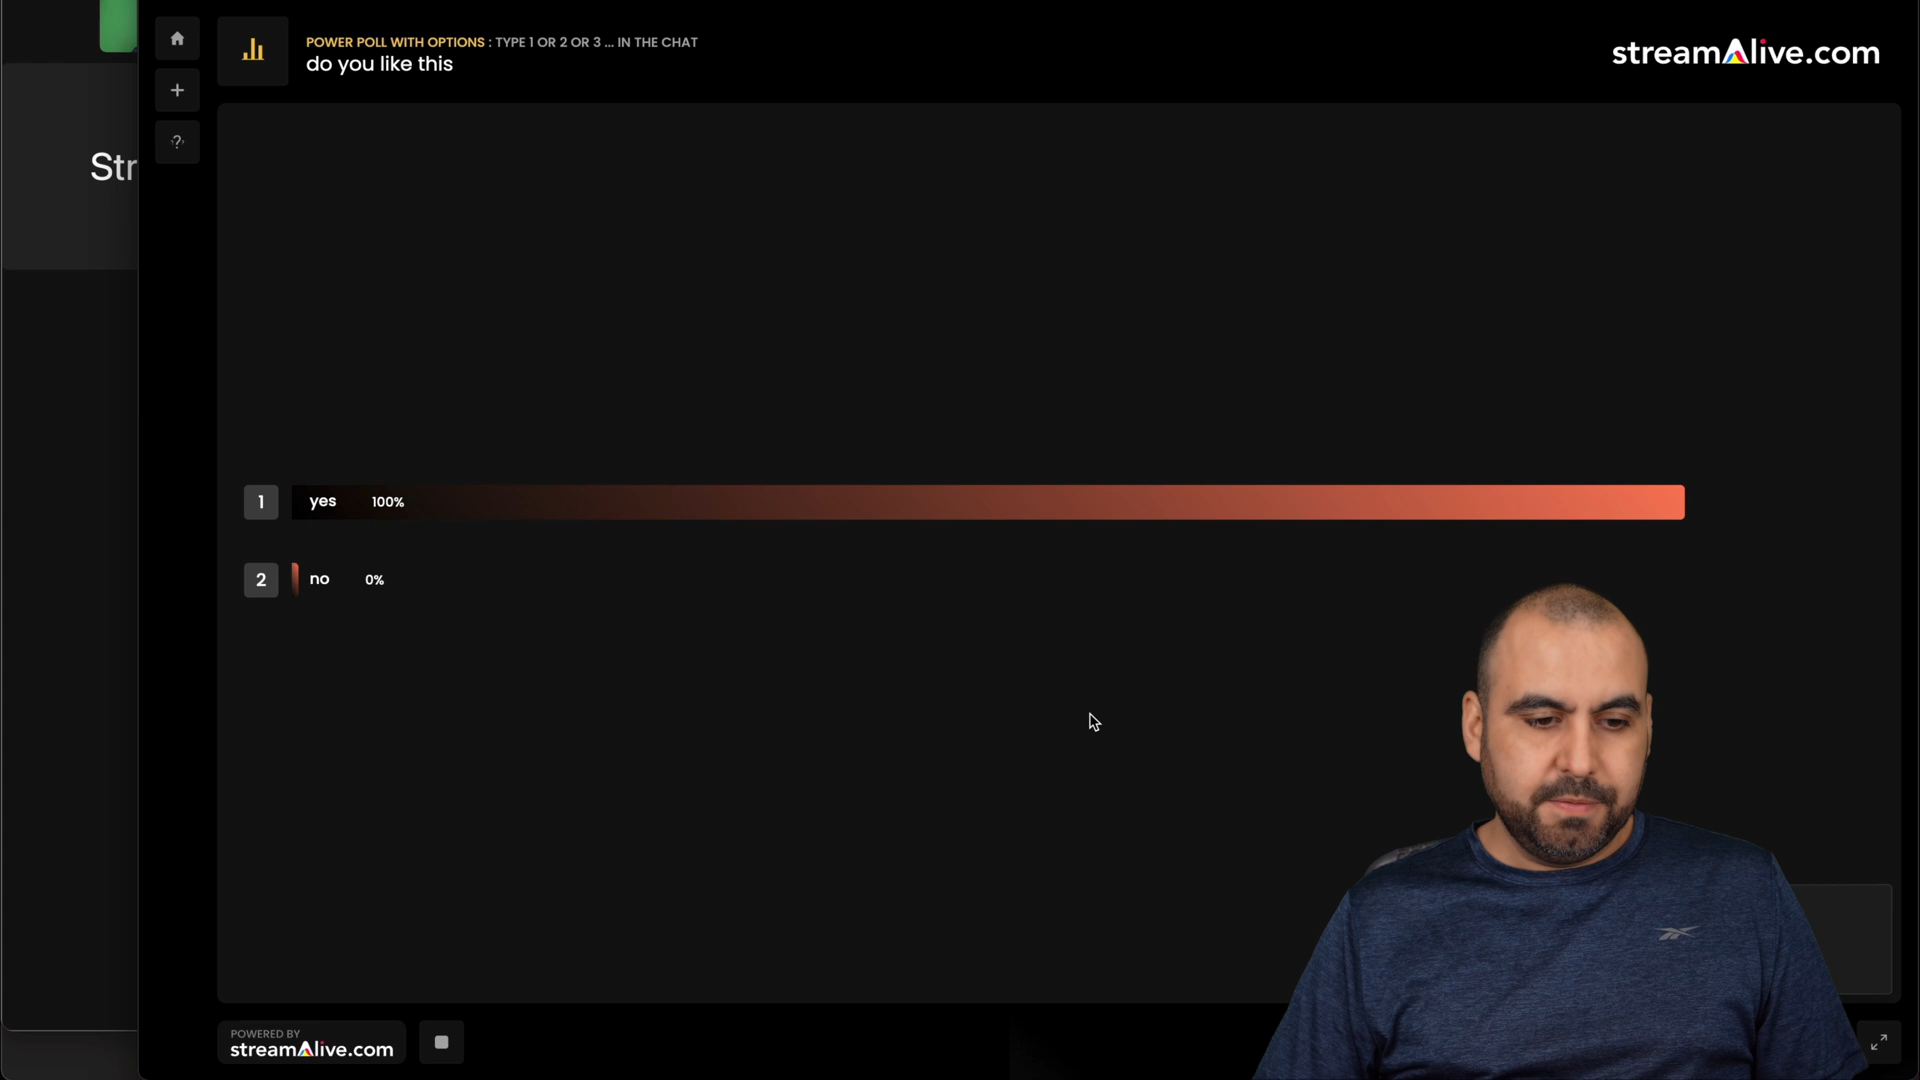 POWER POLL WITH OPTIONS : TYPE 1 OR 2 OR 3 ... IN THE CHAT
do you like this
streamAlive.com
Str
1 yes 100%
2 no 0%
POWERED BY
streamAlive.com